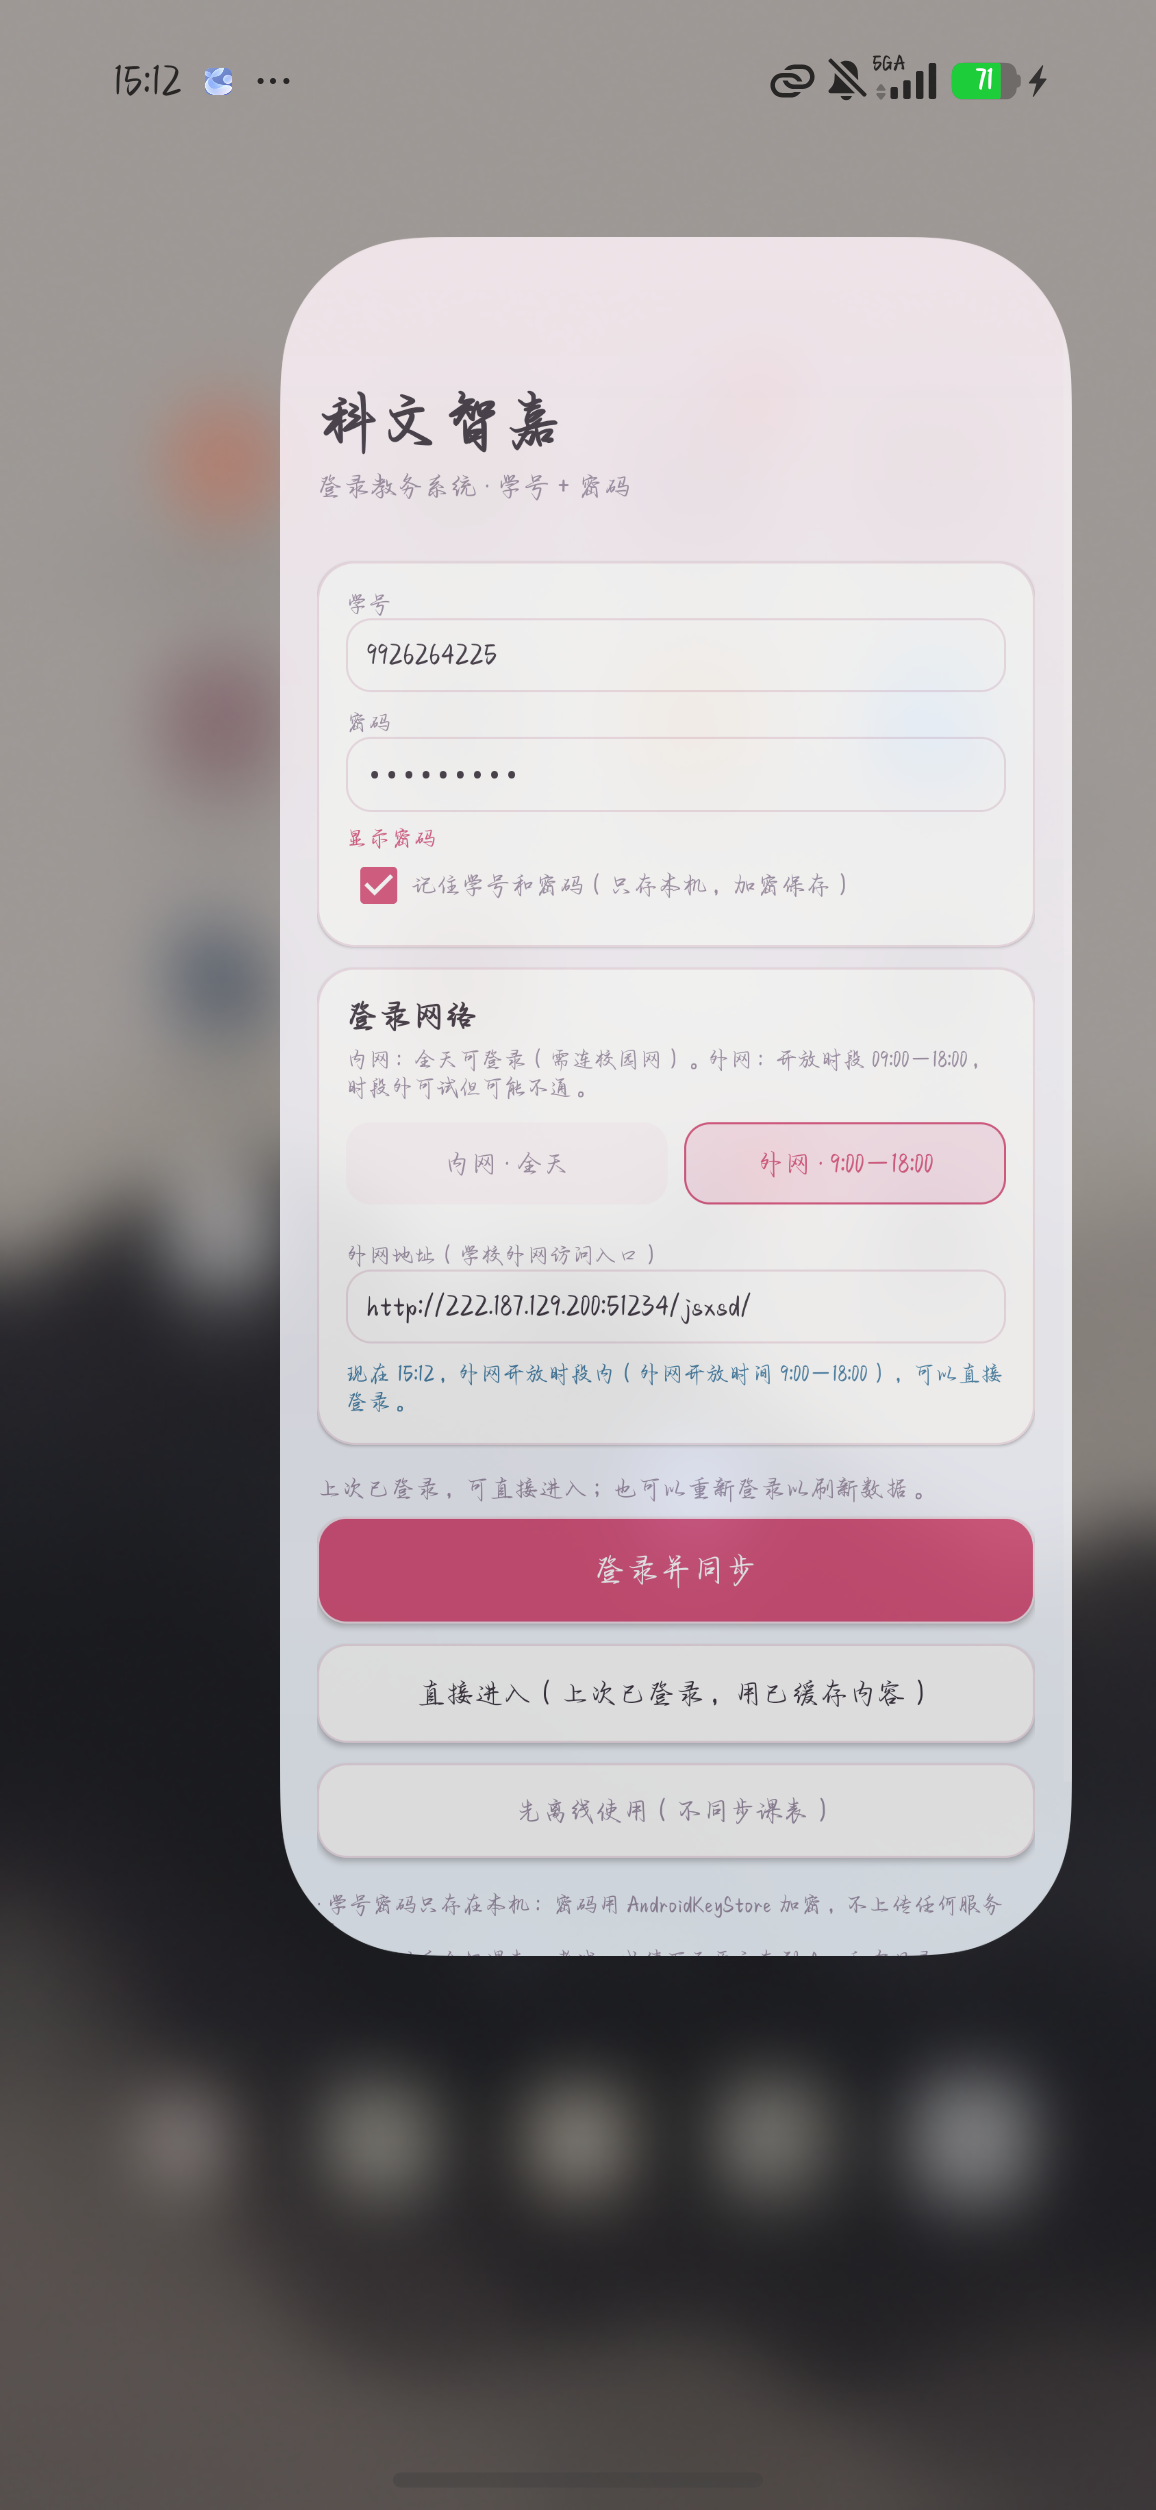 15:12
5GA
71
科文智嘉
登录教务系统·学号 + 密码
学号
9926264225
密码
•••••••••
显示密码
记住学号和密码（只存本机，加密保存）
登录网络
内网：全天可登录（需连校园网）。外网：开放时段 09:00—18:00，
时段外可试但可能不通。
内网·全天
外网·9:00—18:00
外网地址（学校外网访问入口）
http://222.187.129.200:51234/jsxsd/
现在 15:12，外网开放时段内（外网开放时间 9:00—18:00），可以直接
登录。
上次已登录，可直接进入；也可以重新登录以刷新数据。
登录并同步
直接进入（上次已登录，用已缓存内容）
先离线使用（不同步课表）
·学号密码只存在本机：密码用 AndroidKeyStore 加密，不上传任何服务